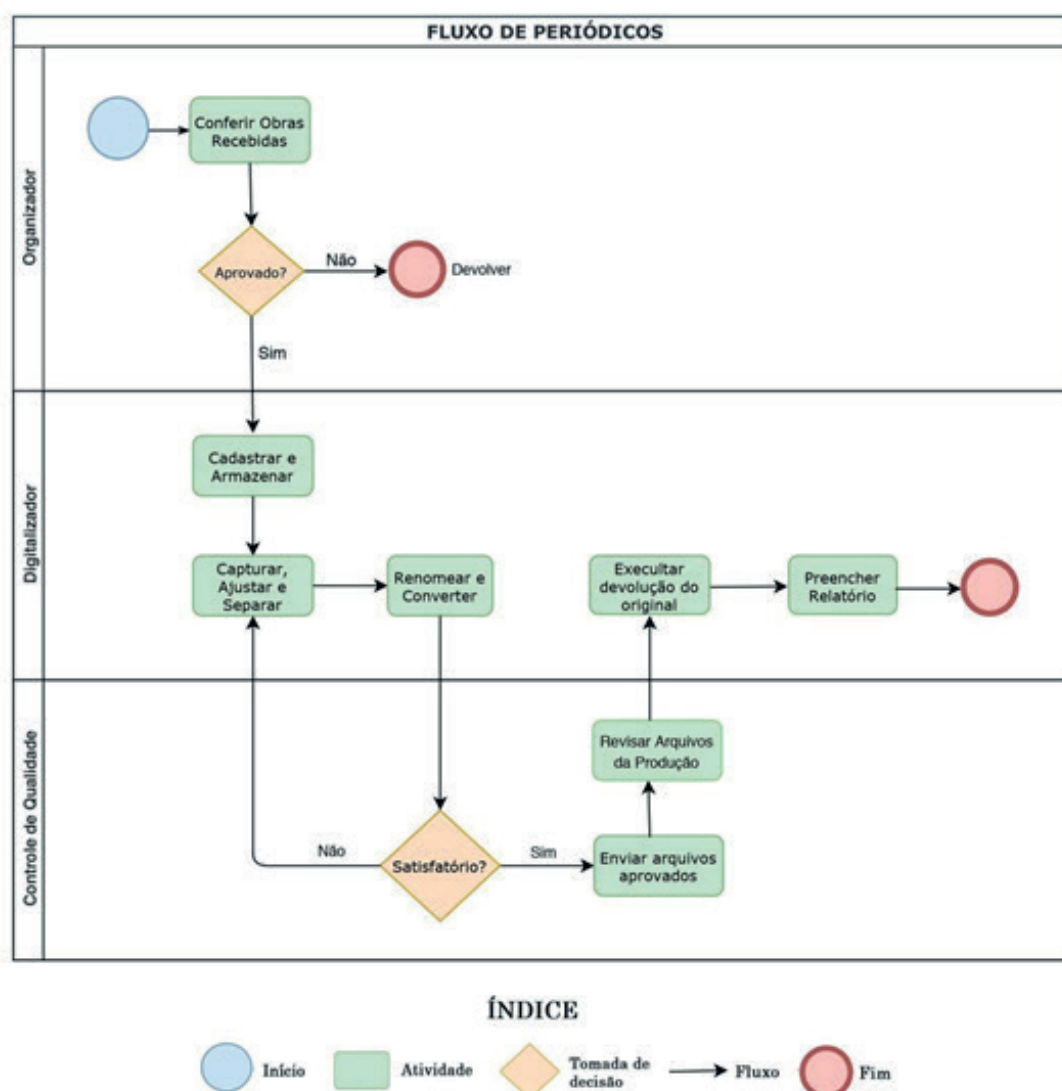 FLUXO DE PERIÓDICOS
Organizador
Conferir Obras
Recebidas
Aprovado?
Não
Devolver
Sim
Digitalizador
Cadastrar e
Armazenar
Capturar,
Ajustar e
Separar
Renomear e
Converter
Execultar
devolução do
original
Preencher
Relatório
Controle de Qualidade
Revisar Arquivos
da Produção
Não
Satisfatório?
Sim
Enviar arquivos
aprovados
ÍNDICE
Início
Atividade
Tomada de
decisão
Fluxo
Fim